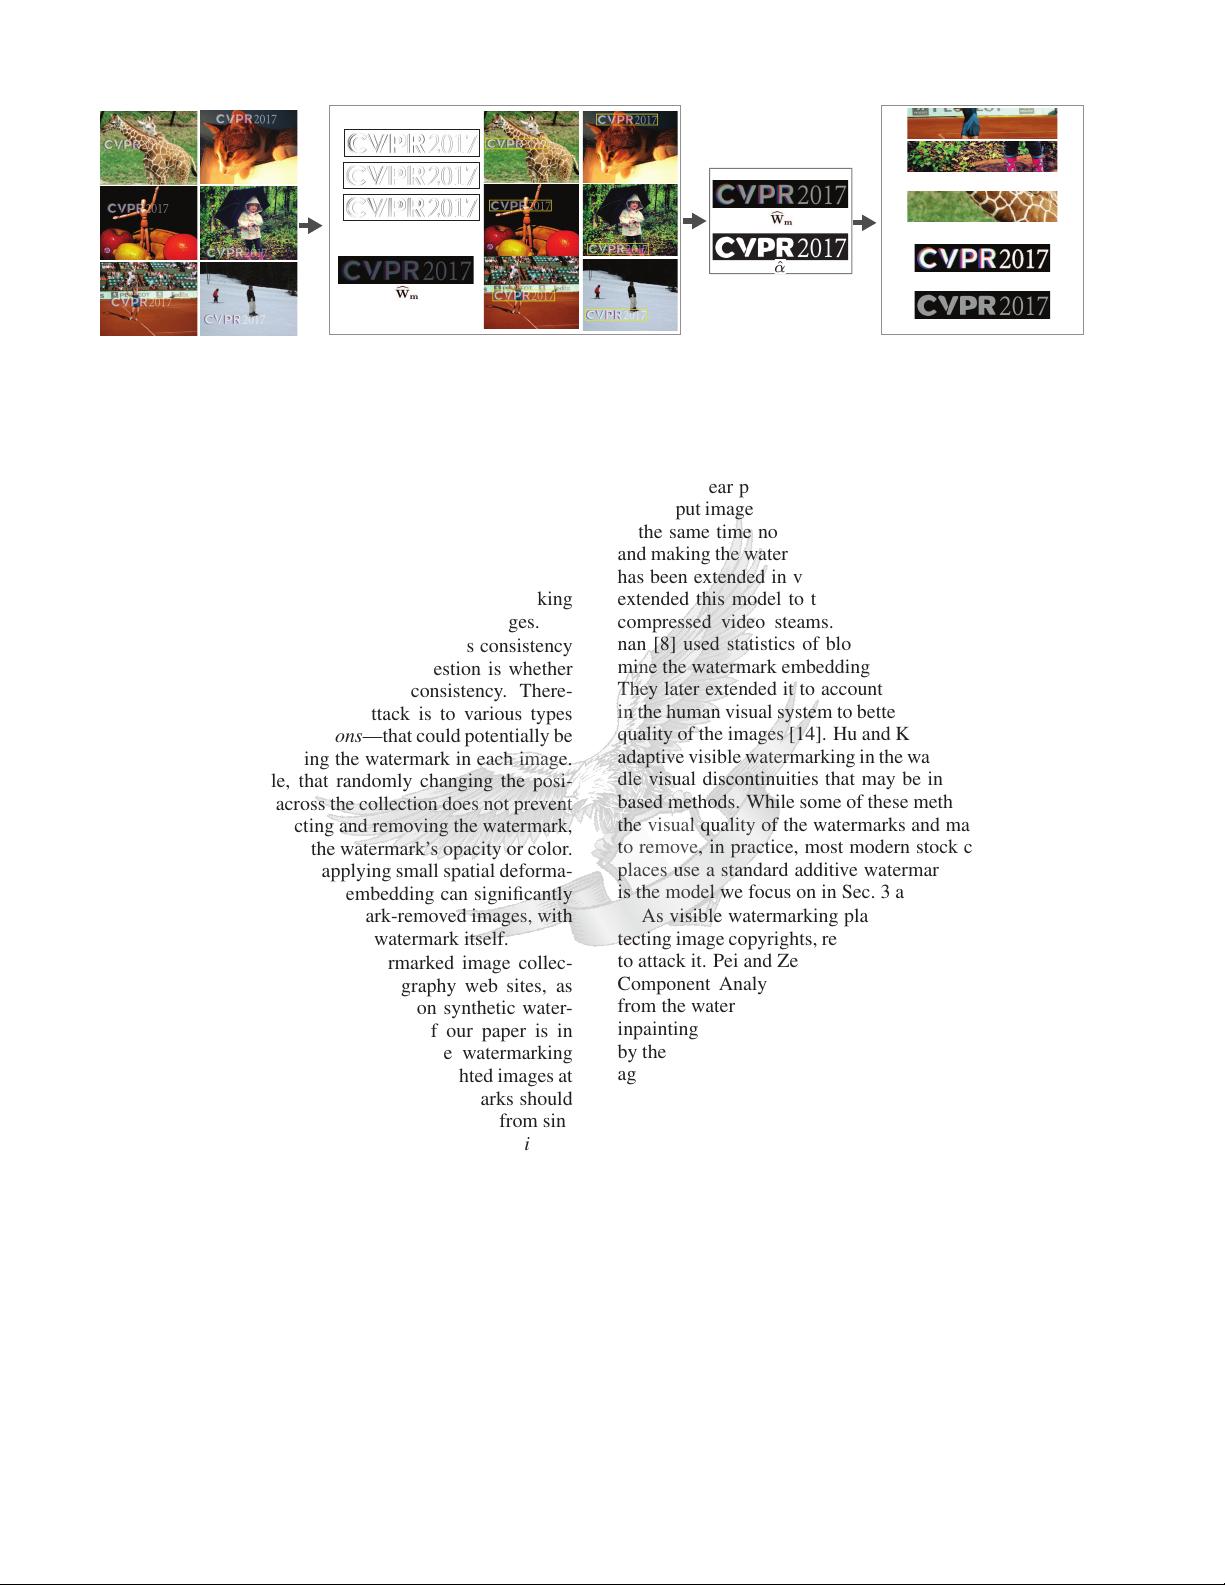 CVPR2017
CVPR2017
CVPR2017
CVPR2017
CVPR2017
CVPR2017
CVPR2017
CVPR2017
CVPR2017
CVPR2017
Ŵm
CVPR2017
CVPR2017
CVPR2017
CVPR2017
CVPR2017
CVPR2017
Ŵm
CVPR2017
α̂
CVPR2017
CVPR2017
king
ges.
s consistency
estion is whether
consistency. There-
ttack is to various types
ons—that could potentially be
ing the watermark in each image.
le, that randomly changing the posi-
across the collection does not prevent
cting and removing the watermark,
the watermark's opacity or color.
applying small spatial deforma-
embedding can significantly
ark-removed images, with
watermark itself.
rmarked image collec-
graphy web sites, as
on synthetic water-
f our paper is in
e watermarking
hted images at
arks should
from sin
i
ear p
put image
the same time no
and making the water
has been extended in v
extended this model to t
compressed video steams.
nan [8] used statistics of blo
mine the watermark embedding
They later extended it to account
in the human visual system to bette
quality of the images [14]. Hu and K
adaptive visible watermarking in the wa
dle visual discontinuities that may be in
based methods. While some of these meth
the visual quality of the watermarks and ma
to remove, in practice, most modern stock c
places use a standard additive watermar
is the model we focus on in Sec. 3 a
As visible watermarking pla
tecting image copyrights, re
to attack it. Pei and Ze
Component Analy
from the water
inpainting
by the
ag